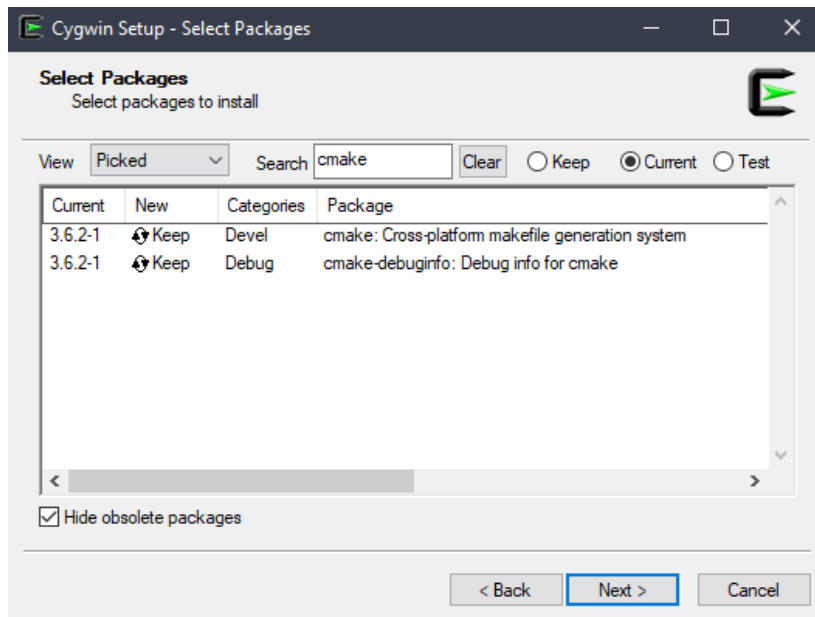 Cygwin Setup - Select Packages
Select Packages
Select packages to install
View Picked Search cmake Clear Keep Current Test
Current New Categories Package
3.6.2-1 Keep Devel cmake: Cross-platform makefile generation system
3.6.2-1 Keep Debug cmake-debuginfo: Debug info for cmake
Hide obsolete packages
< Back Next > Cancel